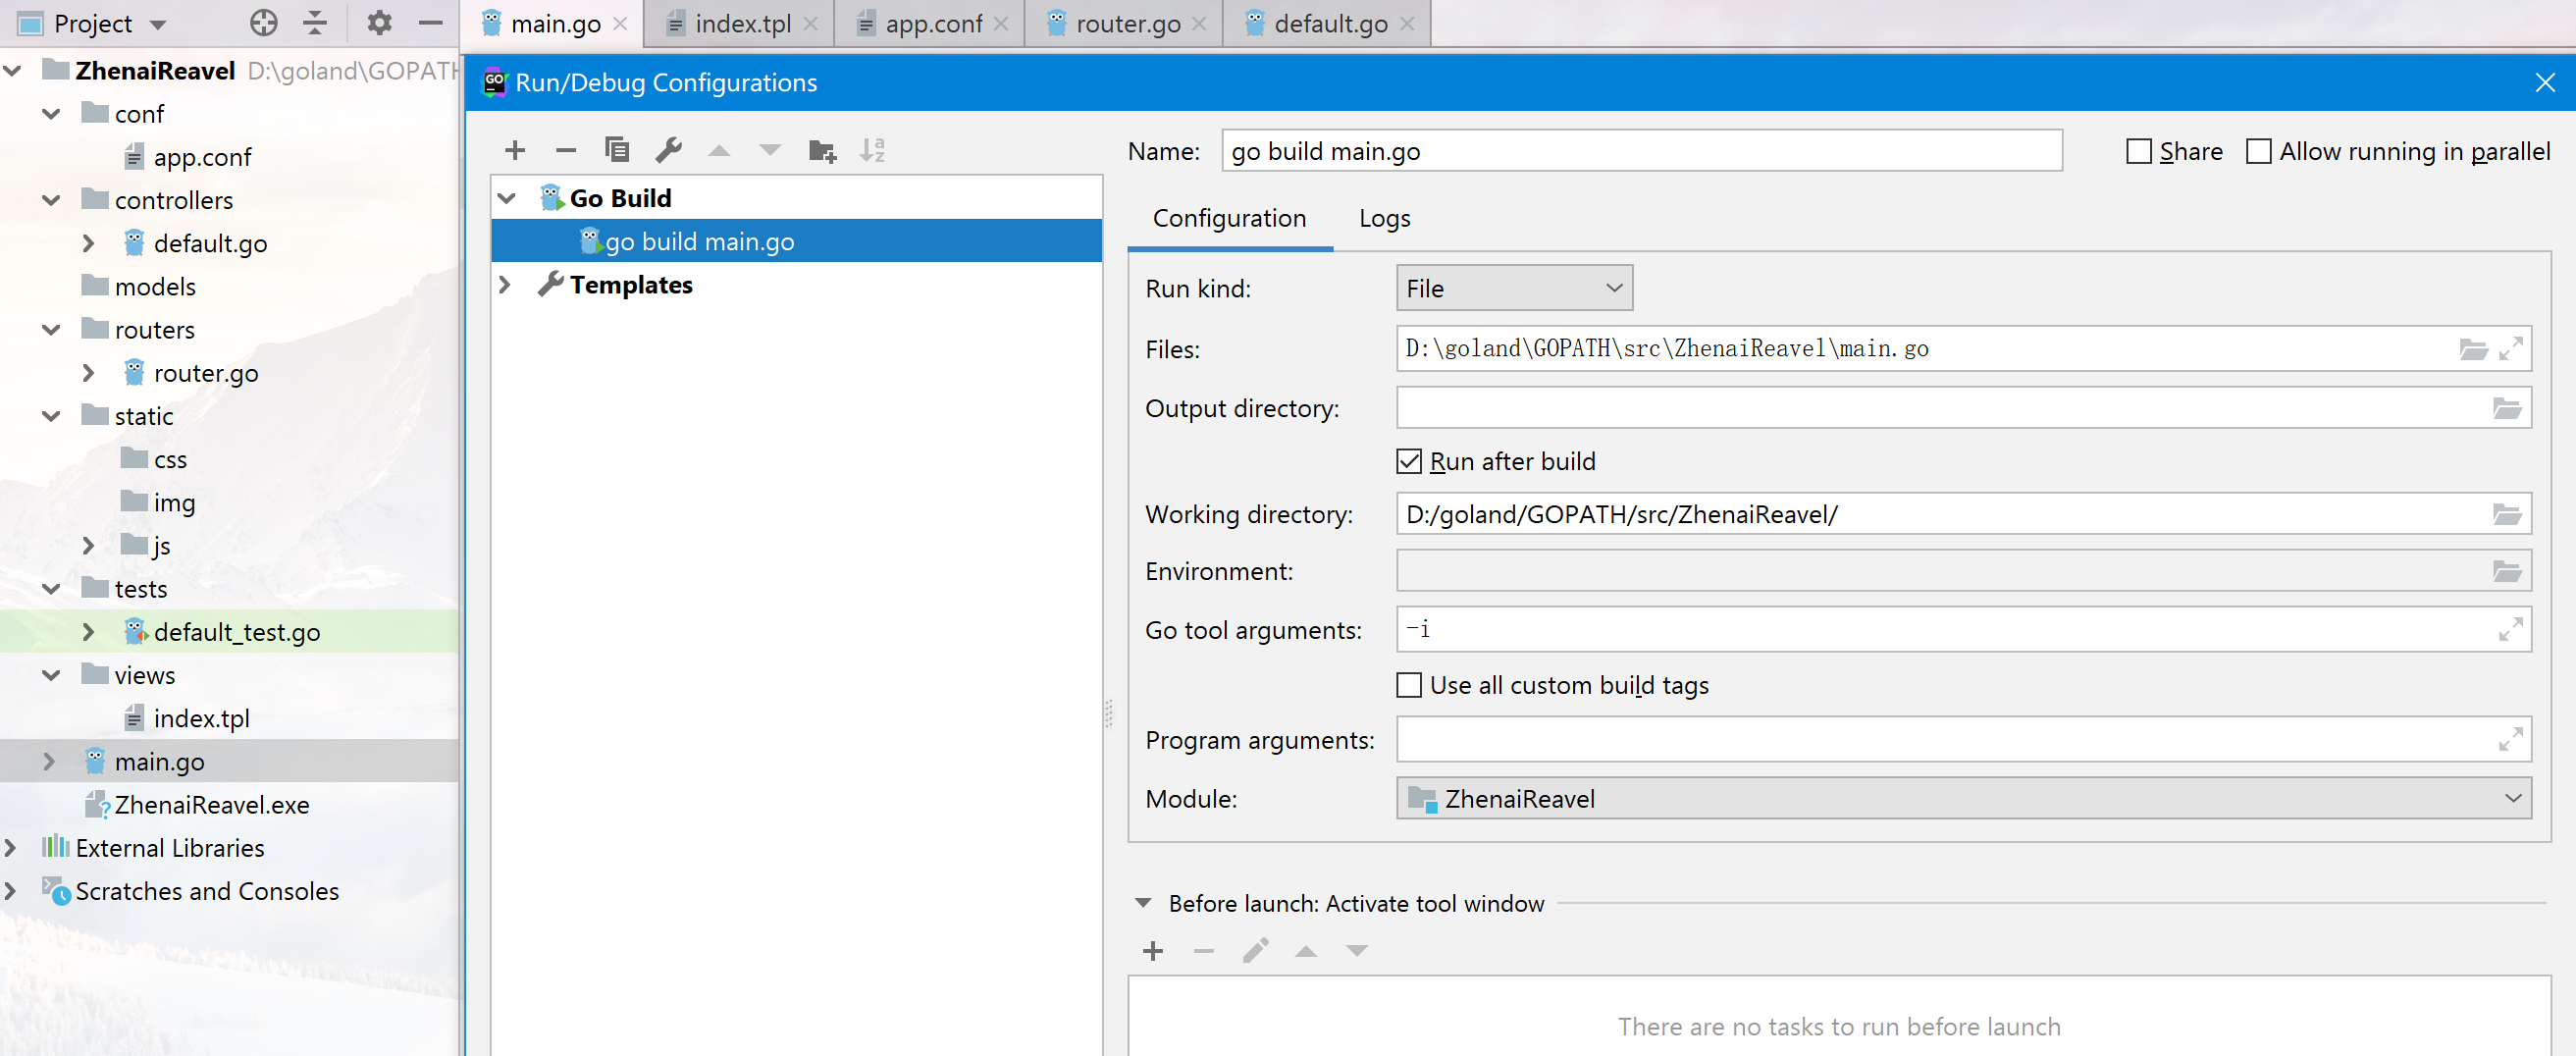 Project
main.go
index.tpl
app.conf
router.go
default.go
ZhenaiReavel D:\goland\GOPATH
conf
app.conf
controllers
default.go
models
routers
router.go
static
css
img
js
tests
default_test.go
views
index.tpl
main.go
ZhenaiReavel.exe
External Libraries
Scratches and Consoles
Run/Debug Configurations
Go Build
go build main.go
Templates
Name: go build main.go
Share
Allow running in parallel
Configuration
Logs
Run kind: File
Files: D:\goland\GOPATH\src\ZhenaiReavel\main.go
Output directory:
Run after build
Working directory: D:/goland/GOPATH/src/ZhenaiReavel/
Environment:
Go tool arguments: -i
Use all custom build tags
Program arguments:
Module: ZhenaiReavel
Before launch: Activate tool window
There are no tasks to run before launch